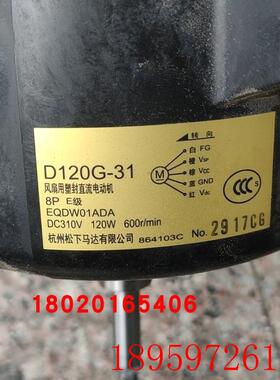 转向
D120G-31
风扇用塑封直流电动机
8P E级
EQDW01ADA
DC310V 120W 600r/min
杭州松下马达有限公司 864103C
白 FG
橙 Vsp
棕 Vcc
蓝 GND
红 Vdc
M
CCC
S
No. 2917CG
18020165406
189597261